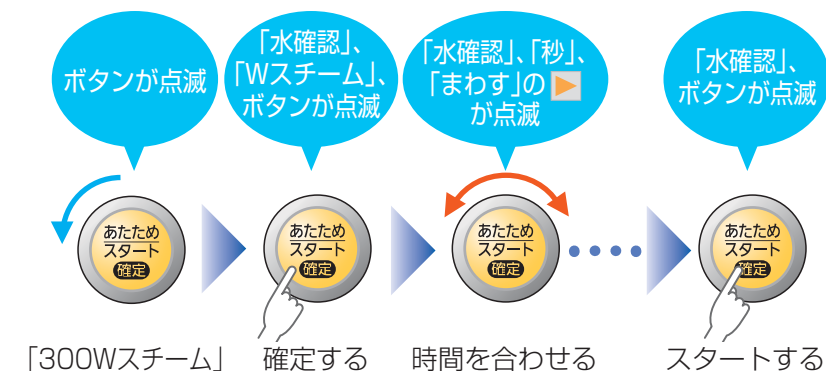 ボタンが点滅
「水確認」、
「Wスチーム」、
ボタンが点滅
「水確認」、「秒」、
「まわす」の▶
が点滅
「水確認」、
ボタンが点滅
あたため
スタート
確定
あたため
スタート
確定
あたため
スタート
確定
あたため
スタート
確定
「300Wスチーム」
確定する
時間を合わせる
スタートする